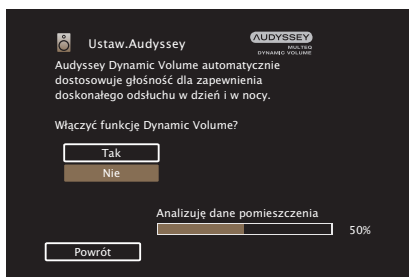 Ustaw.Audyssey
AUDYSSEY
MULTEQ
DYNAMIC VOLUME
Audyssey Dynamic Volume automatycznie
dostosowuje głośność dla zapewnienia
doskonałego odsłuchu w dzień i w nocy.
Włączyć funkcję Dynamic Volume?
Tak
Nie
Analizuję dane pomieszczenia
50%
Powrót